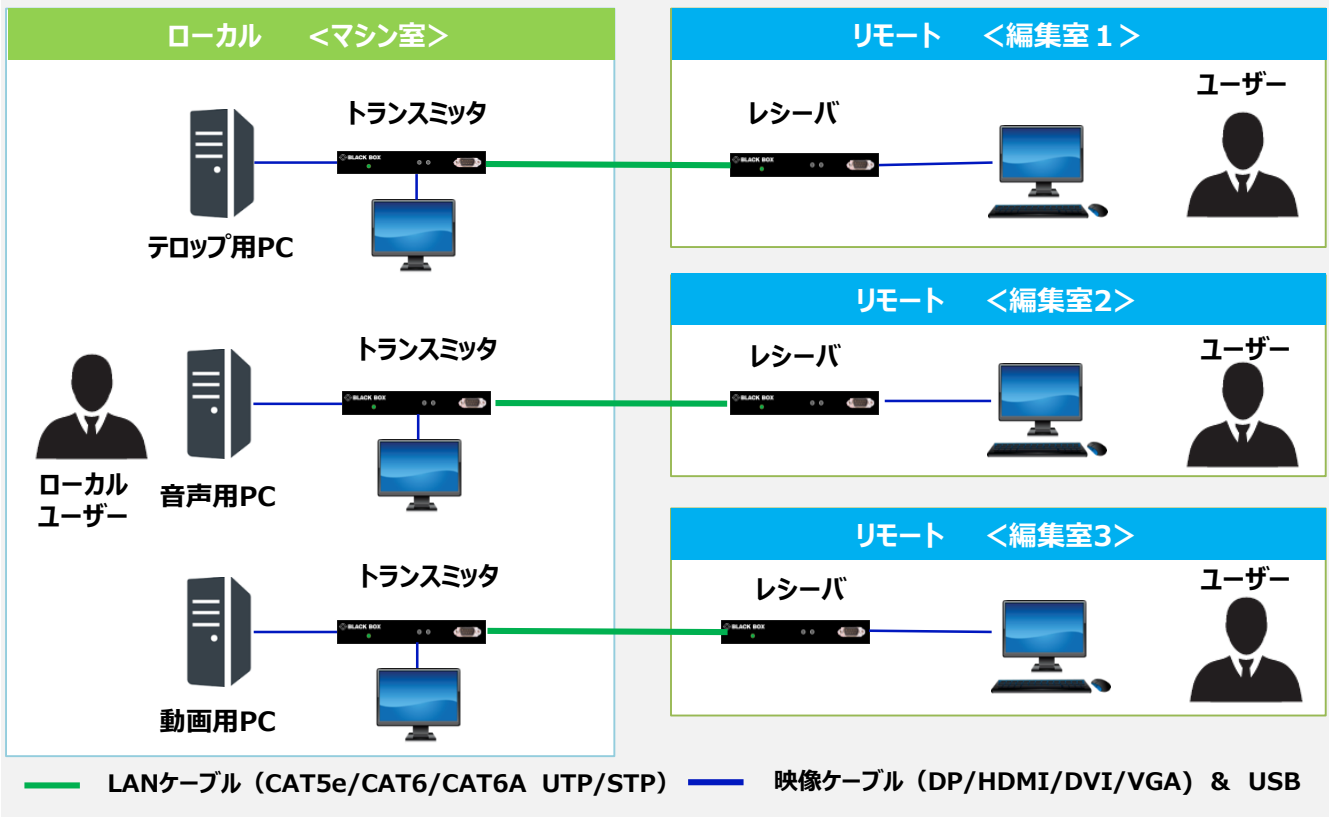 ローカル <マシン室>
トランスミッタ
BLACK BOX
テロップ用PC
トランスミッタ
BLACK BOX
ローカル
ユーザー
音声用PC
トランスミッタ
BLACK BOX
動画用PC
リモート <編集室１>
レシーバ
ユーザー
BLACK BOX
リモート <編集室2>
レシーバ
ユーザー
BLACK BOX
リモート <編集室3>
レシーバ
ユーザー
BLACK BOX
LANケーブル（CAT5e/CAT6/CAT6A UTP/STP） 映像ケーブル（DP/HDMI/DVI/VGA) & USB